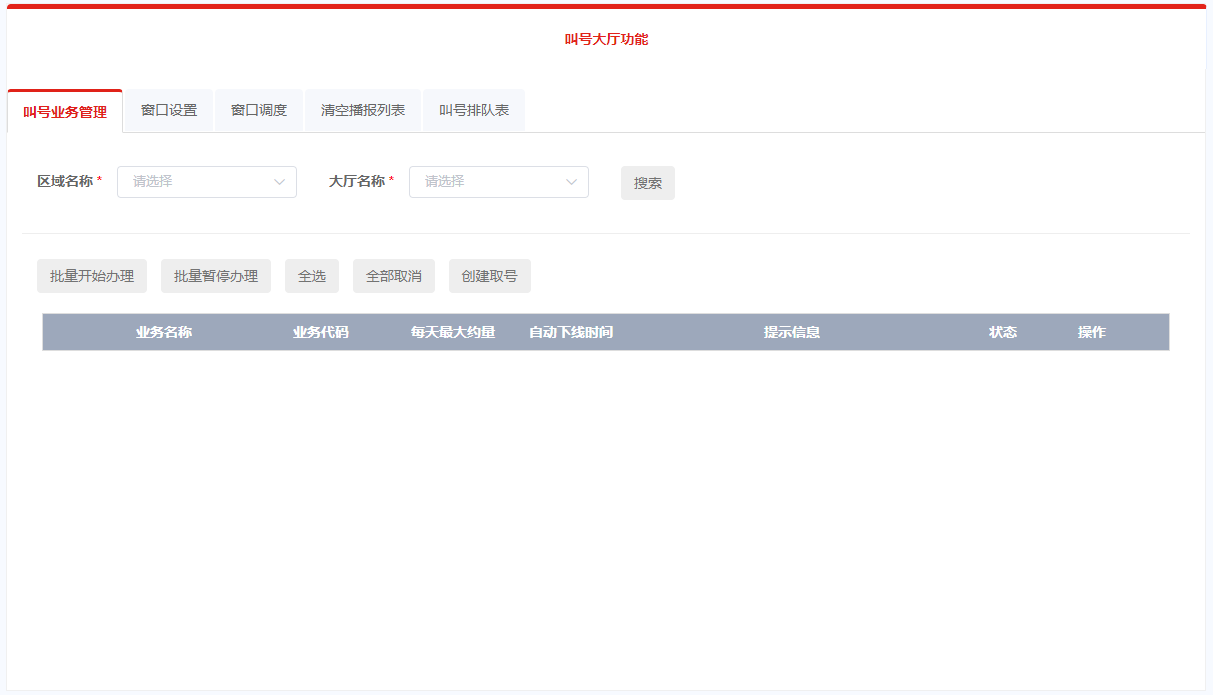 叫号大厅功能
叫号业务管理 窗口设置 窗口调度 清空播报列表 叫号排队表
区域名称 * 请选择 大厅名称 * 请选择 搜索
批量开始办理 批量暂停办理 全选 全部取消 创建取号
业务名称 业务代码 每天最大约量 自动下线时间 提示信息 状态 操作